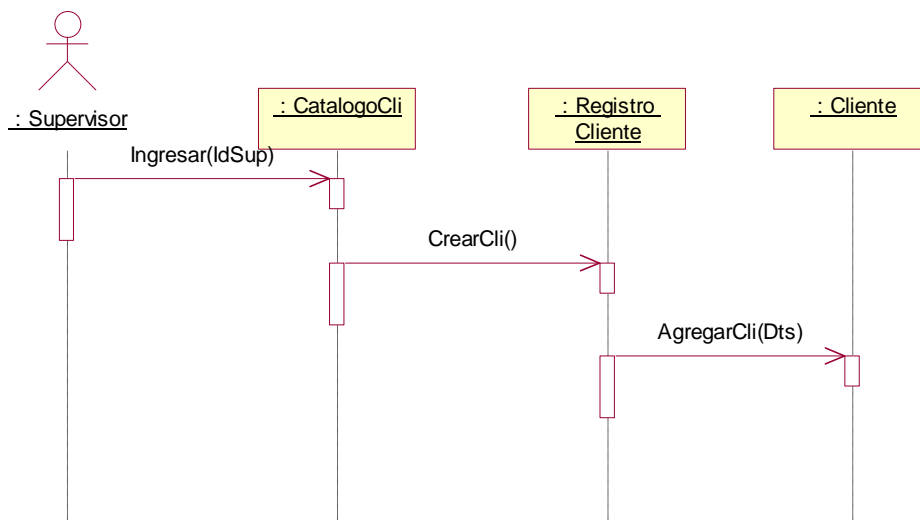 : Supervisor
: CatalogoCli
: Registro
Cliente
: Cliente
Ingresar(IdSup)
CrearCli()
AgregarCli(Dts)